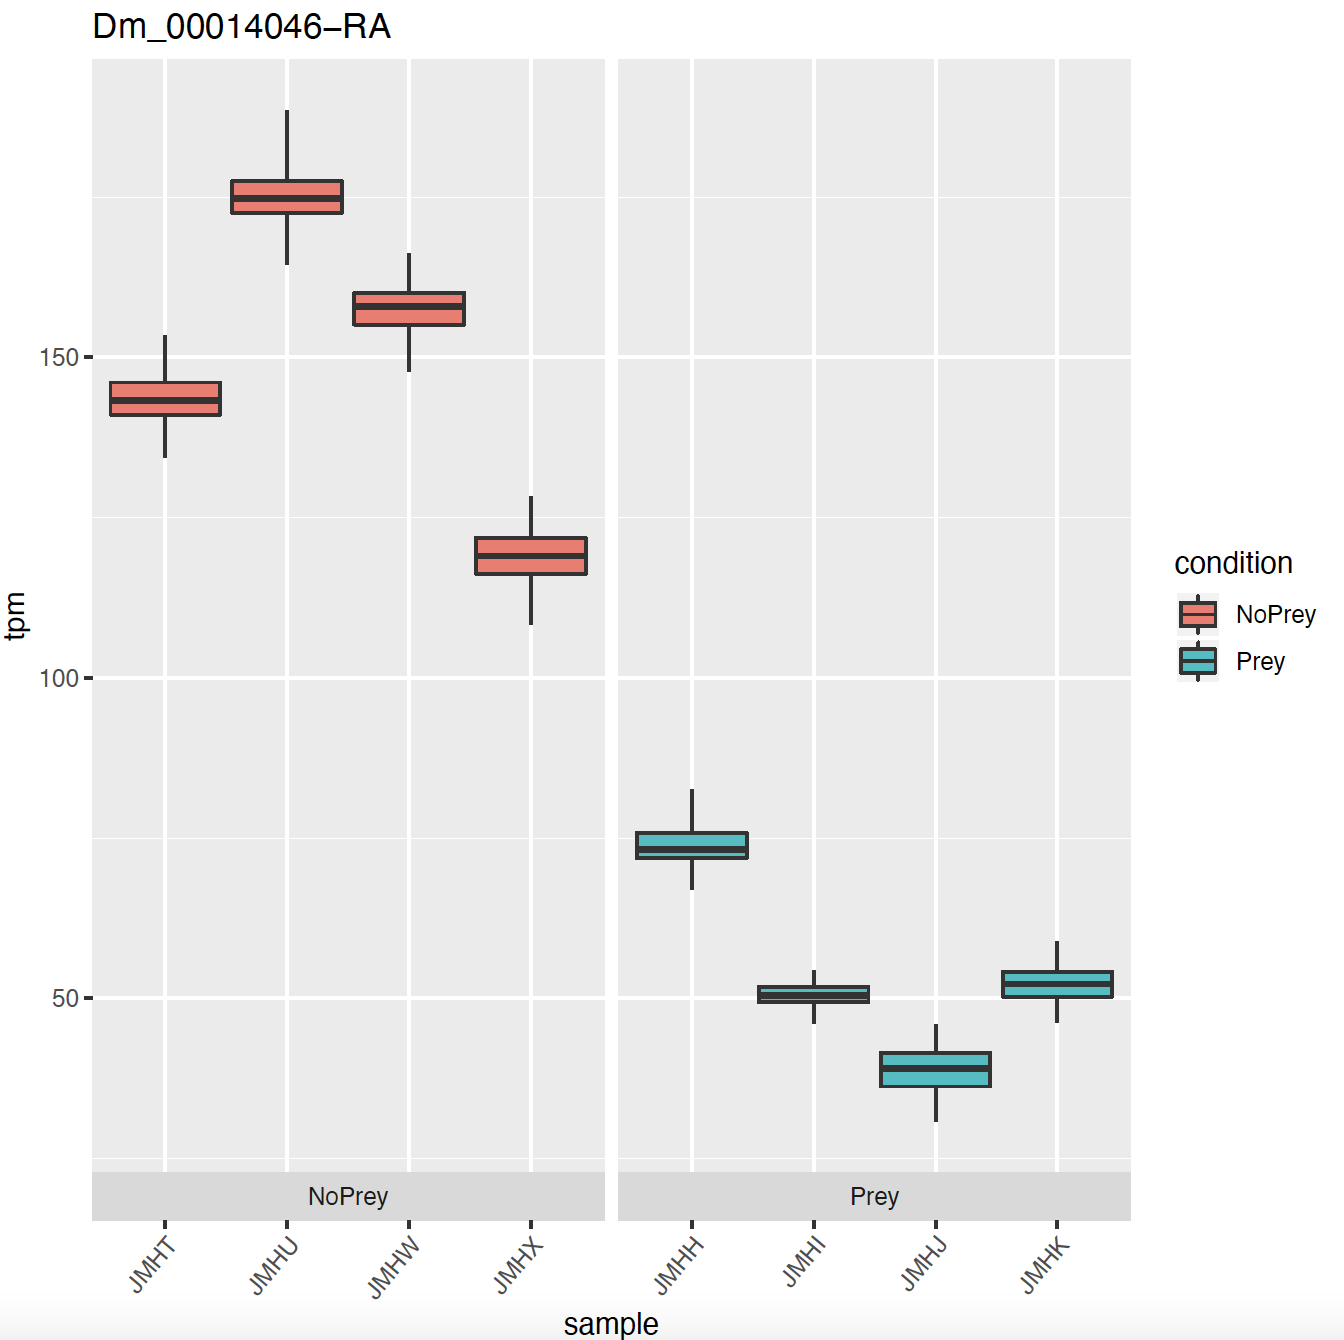 Dm_00014046−RA
tpm
150
100
50
NoPrey
Prey
JMHT
JMHU
JMHW
JMHX
JMHH
JMHI
JMHJ
JMHK
sample
condition
NoPrey
Prey